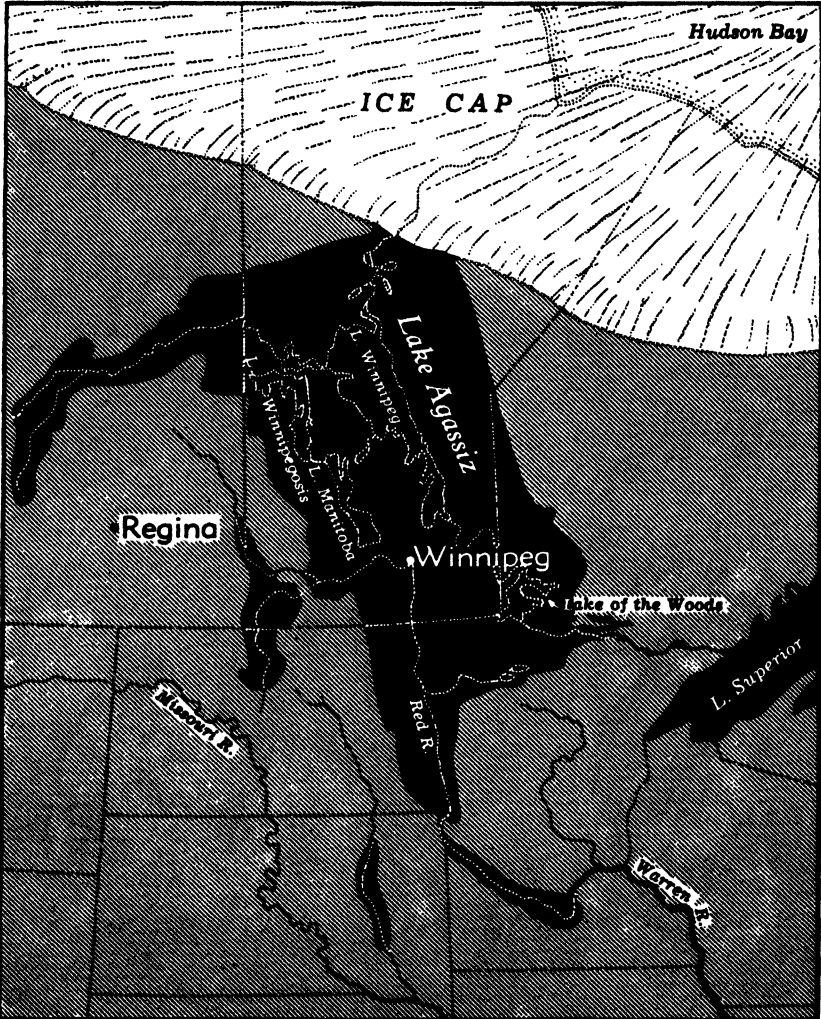 Hudson Bay
ICE CAP
Lake Agassiz
L. Winnipeg
L. Winnipegosis
L. Manitoba
Regina
Winnipeg
Lake of the Woods
L. Superior
Missouri R.
Red R.
Warren R.